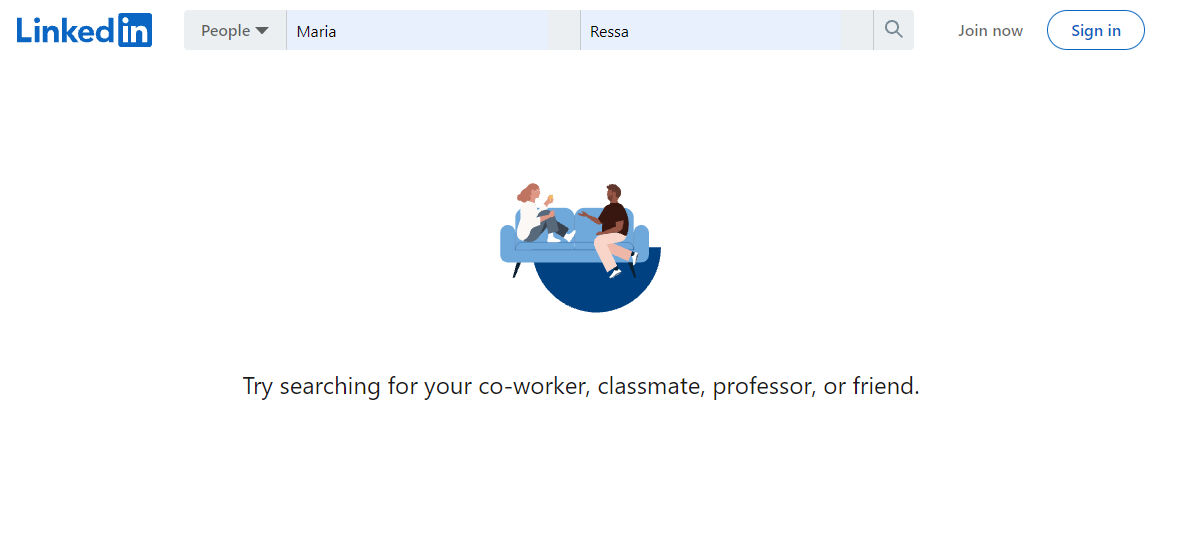 LinkedIn People Maria Ressa Join now Sign in
Try searching for your co-worker, classmate, professor, or friend.